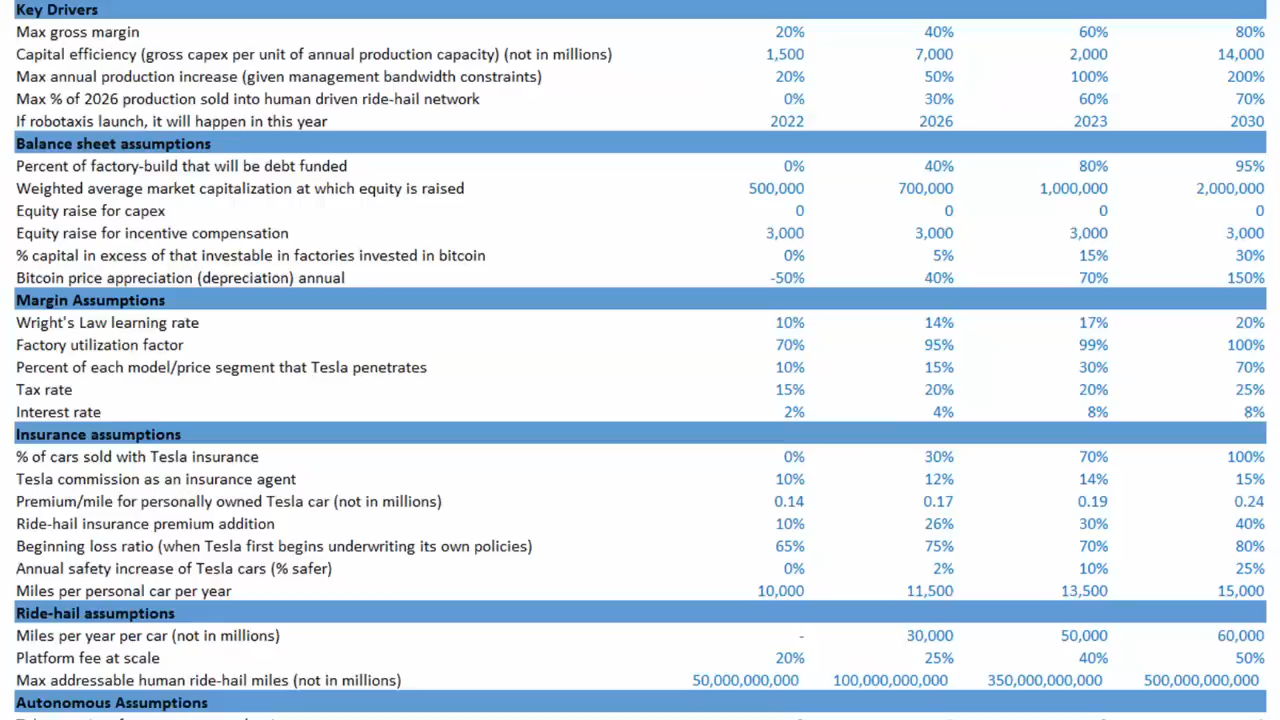 Key Drivers
Max gross margin 20% 40% 60% 80%
Capital efficiency (gross capex per unit of annual production capacity) (not in millions) 1,500 7,000 2,000 14,000
Max annual production increase (given management bandwidth constraints) 20% 50% 100% 200%
Max % of 2026 production sold into human driven ride-hail network 0% 30% 60% 70%
If robotaxis launch, it will happen in this year 2022 2026 2023 2030
Balance sheet assumptions
Percent of factory-build that will be debt funded 0% 40% 80% 95%
Weighted average market capitalization at which equity is raised 500,000 700,000 1,000,000 2,000,000
Equity raise for capex 0 0 0 0
Equity raise for incentive compensation 3,000 3,000 3,000 3,000
% capital in excess of that investable in factories invested in bitcoin 0% 5% 15% 30%
Bitcoin price appreciation (depreciation) annual -50% 40% 70% 150%
Margin Assumptions
Wright's Law learning rate 10% 14% 17% 20%
Factory utilization factor 70% 95% 99% 100%
Percent of each model/price segment that Tesla penetrates 10% 15% 30% 70%
Tax rate 15% 20% 20% 25%
Interest rate 2% 4% 8% 8%
Insurance assumptions
% of cars sold with Tesla insurance 0% 30% 70% 100%
Tesla commission as an insurance agent 10% 12% 14% 15%
Premium/mile for personally owned Tesla car (not in millions) 0.14 0.17 0.19 0.24
Ride-hail insurance premium addition 10% 26% 30% 40%
Beginning loss ratio (when Tesla first begins underwriting its own policies) 65% 75% 70% 80%
Annual safety increase of Tesla cars (% safer) 0% 2% 10% 25%
Miles per personal car per year 10,000 11,500 13,500 15,000
Ride-hail assumptions
Miles per year per car (not in millions) - 30,000 50,000 60,000
Platform fee at scale 20% 25% 40% 50%
Max addressable human ride-hail miles (not in millions) 50,000,000,000 100,000,000,000 350,000,000,000 500,000,000,000
Autonomous Assumptions